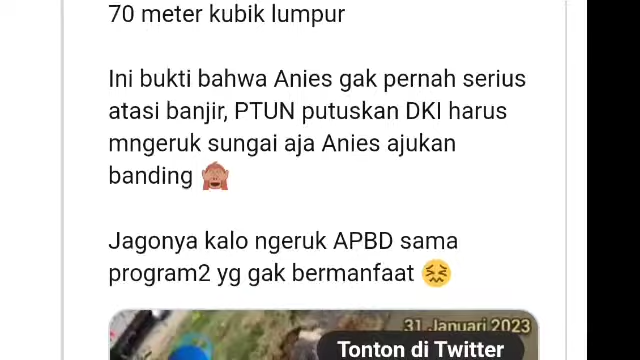 70 meter kubik lumpur
Ini bukti bahwa Anies gak pernah serius
atasi banjir, PTUN putuskan DKI harus
mngeruk sungai aja Anies ajukan
banding 🙈
Jagonya kalo ngeruk APBD sama
program2 yg gak bermanfaat 😖
31 Januari 2023
Tonton di Twitter